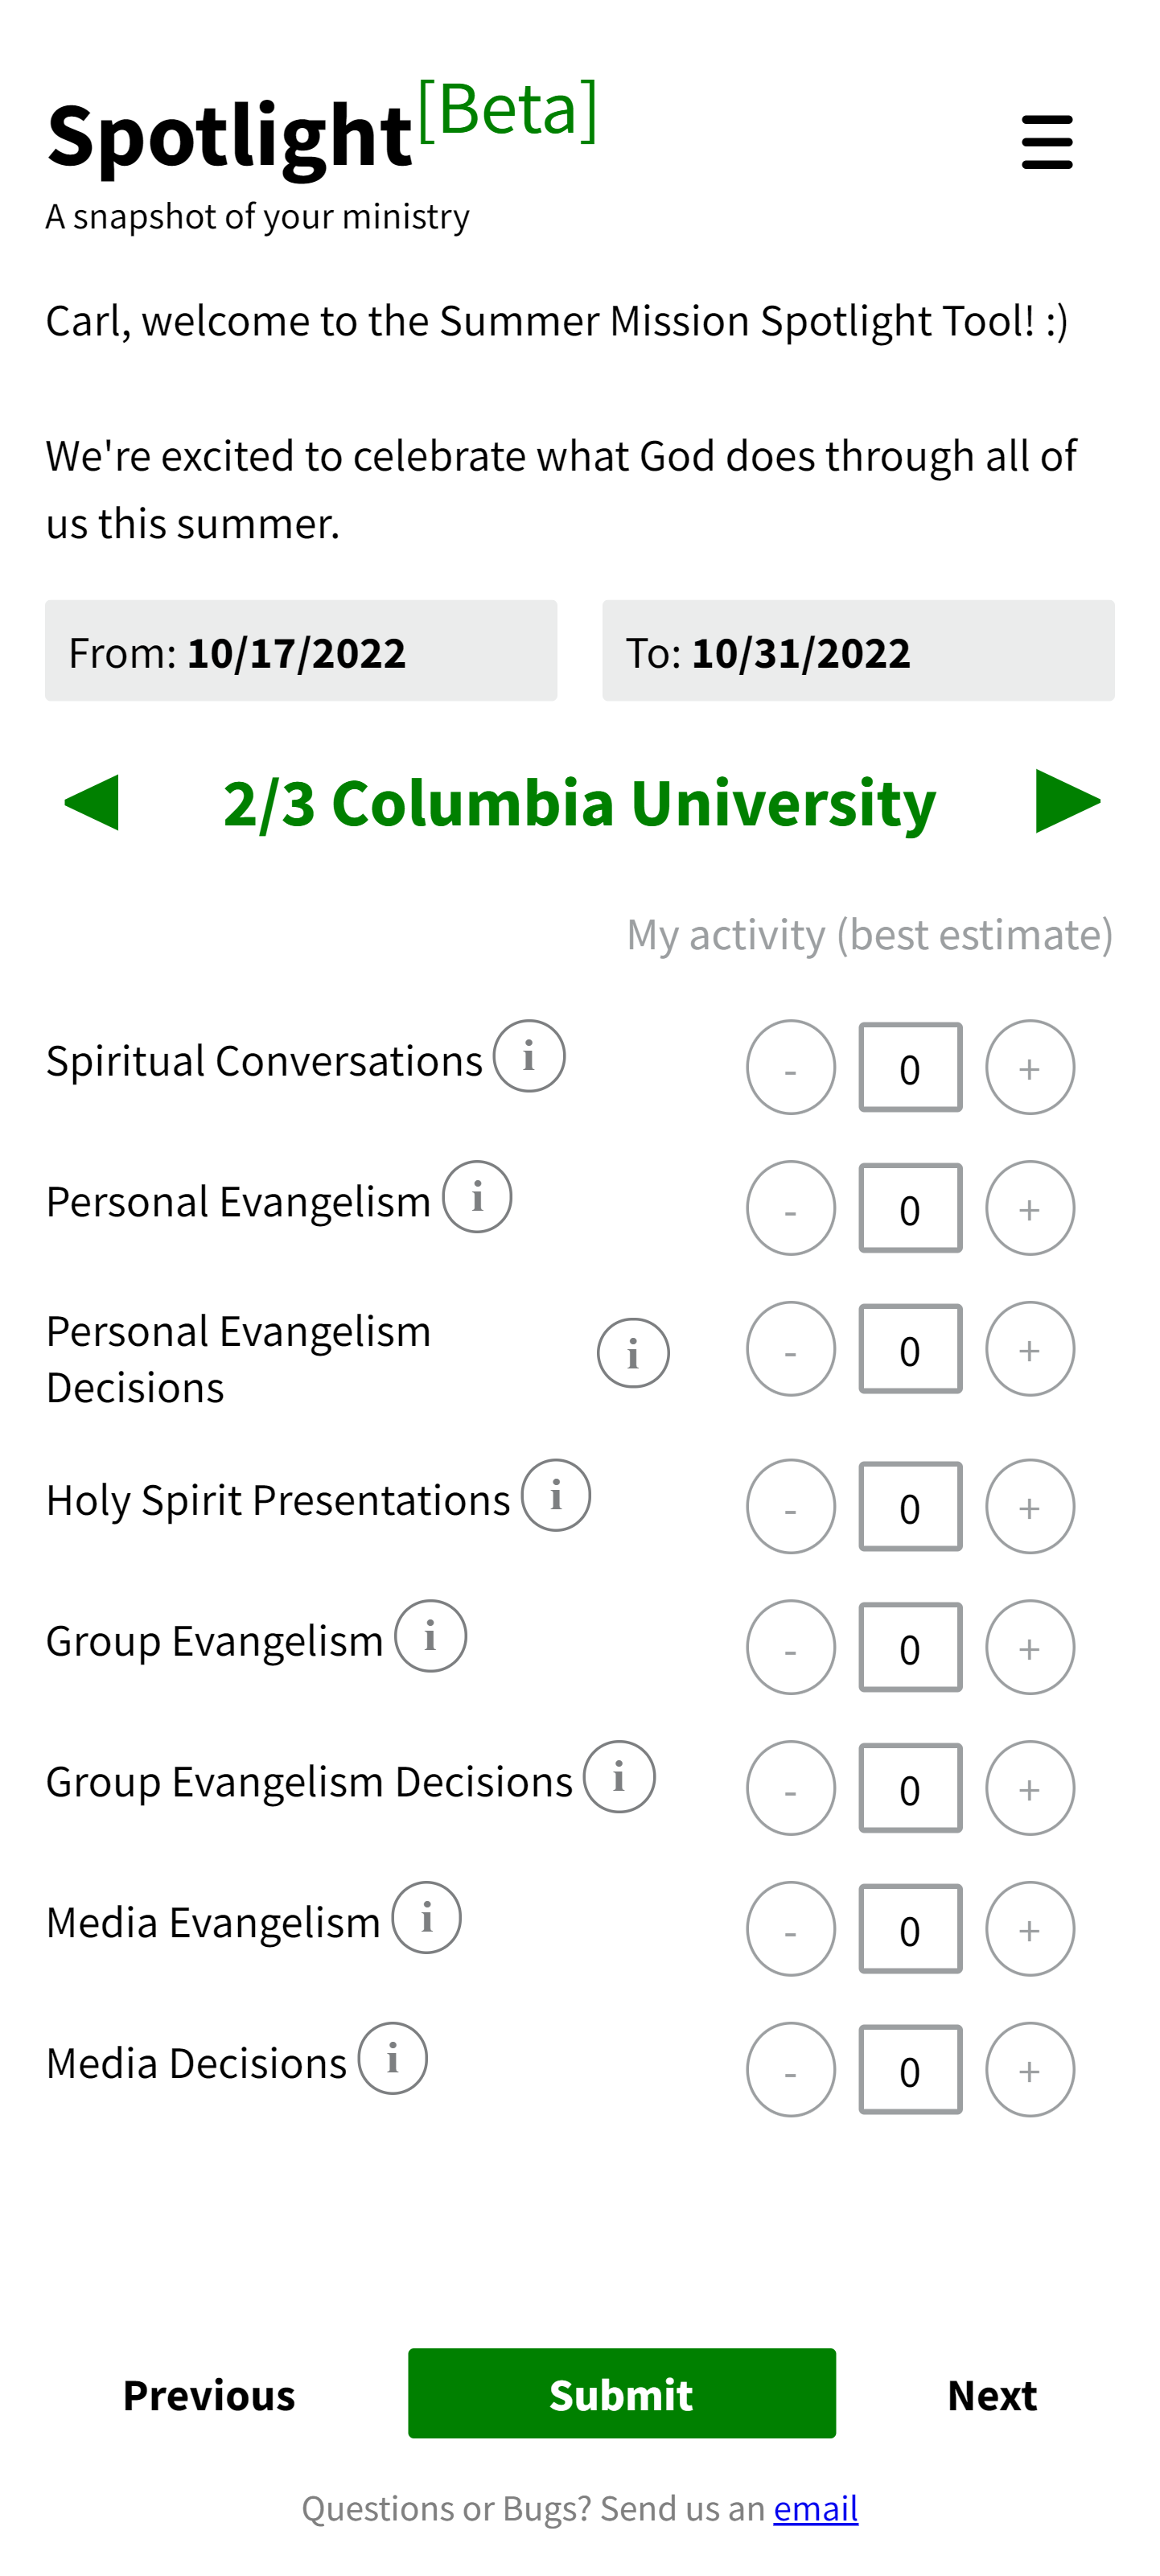 Spotlight[Beta]
A snapshot of your ministry
Carl, welcome to the Summer Mission Spotlight Tool! :)
We're excited to celebrate what God does through all of
us this summer.
From: 10/17/2022 To: 10/31/2022
2/3 Columbia University
My activity (best estimate)
Spiritual Conversations i - 0 +
Personal Evangelism i - 0 +
Personal Evangelism
Decisions i - 0 +
Holy Spirit Presentations i - 0 +
Group Evangelism i - 0 +
Group Evangelism Decisions i - 0 +
Media Evangelism i - 0 +
Media Decisions i - 0 +
Previous Submit Next
Questions or Bugs? Send us an email